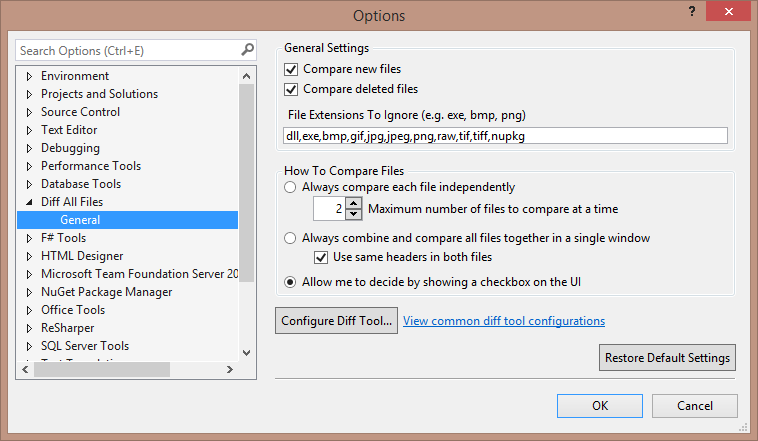 Options
?
Search Options (Ctrl+E)
Environment
Projects and Solutions
Source Control
Text Editor
Debugging
Performance Tools
Database Tools
Diff All Files
General
F# Tools
HTML Designer
Microsoft Team Foundation Server 20
NuGet Package Manager
Office Tools
ReSharper
SQL Server Tools
General Settings
Compare new files
Compare deleted files
File Extensions To Ignore (e.g. exe, bmp, png)
dll,exe,bmp,gif,jpg,jpeg,png,raw,tif,tiff,nupkg
How To Compare Files
Always compare each file independently
2 Maximum number of files to compare at a time
Always combine and compare all files together in a single window
Use same headers in both files
Allow me to decide by showing a checkbox on the UI
Configure Diff Tool... View common diff tool configurations
Restore Default Settings
OK Cancel